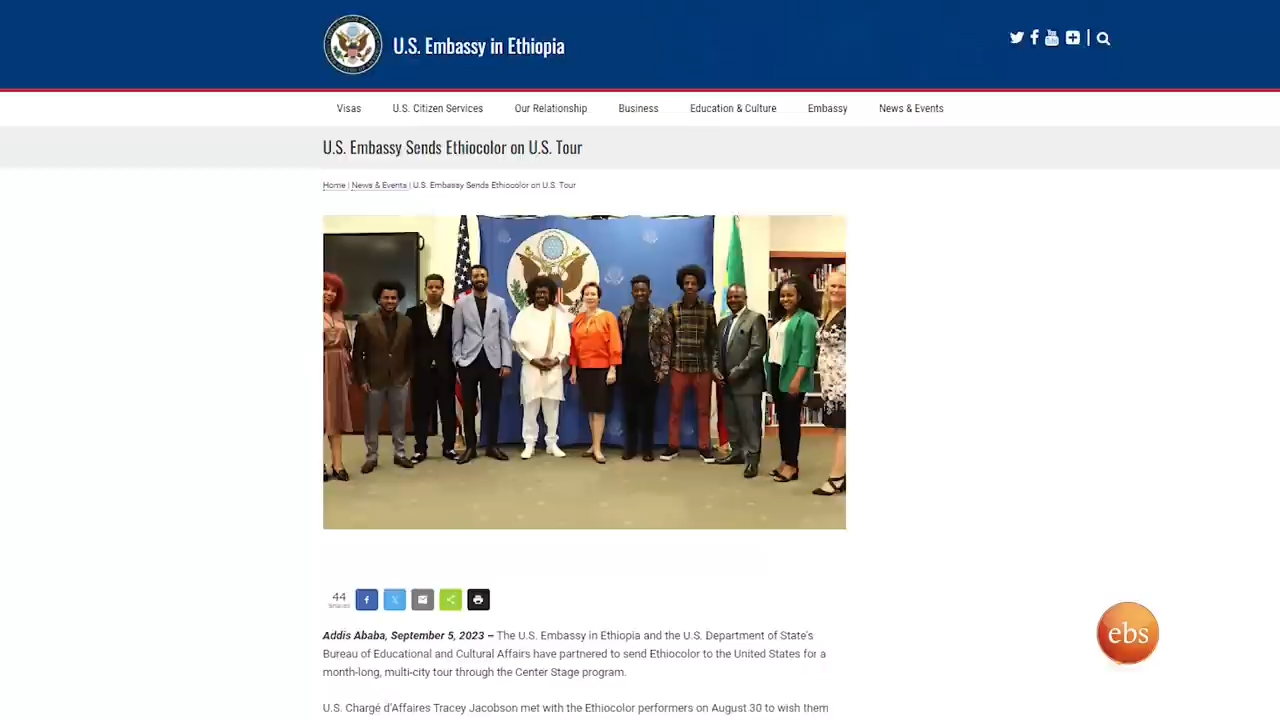 U.S. Embassy in Ethiopia
Visas U.S. Citizen Services Our Relationship Business Education & Culture Embassy News & Events
U.S. Embassy Sends Ethiocolor on U.S. Tour
Home | News & Events | U.S. Embassy Sends Ethiocolor on U.S. Tour
44
SHARES
Addis Ababa, September 5, 2023 – The U.S. Embassy in Ethiopia and the U.S. Department of State's
Bureau of Educational and Cultural Affairs have partnered to send Ethiocolor to the United States for a
month-long, multi-city tour through the Center Stage program.
ebs
U.S. Chargé d'Affaires Tracey Jacobson met with the Ethiocolor performers on August 30 to wish them